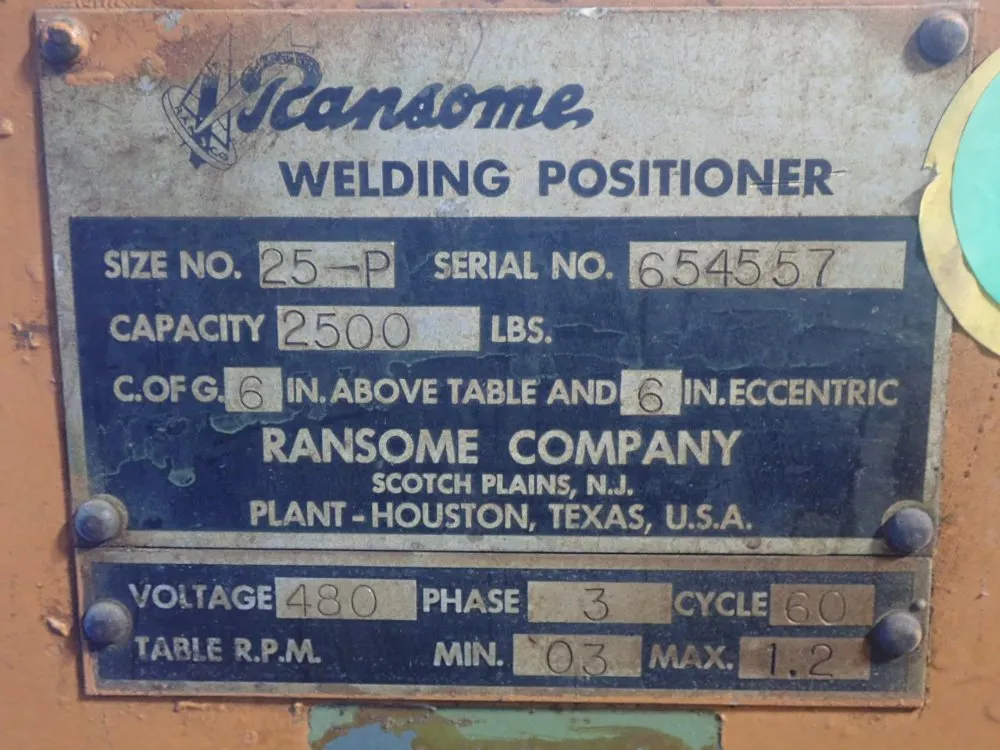 Ransome
WELDING POSITIONER
SIZE NO. 25-P SERIAL NO. 654557
CAPACITY 2500 LBS.
C. OF G. 6 IN. ABOVE TABLE AND 6 IN. ECCENTRIC
RANSOME COMPANY
SCOTCH PLAINS, N.J.
PLANT - HOUSTON, TEXAS, U.S.A.
VOLTAGE 480 PHASE 3 CYCLE 60
TABLE R.P.M. MIN. 03 MAX. 1.2